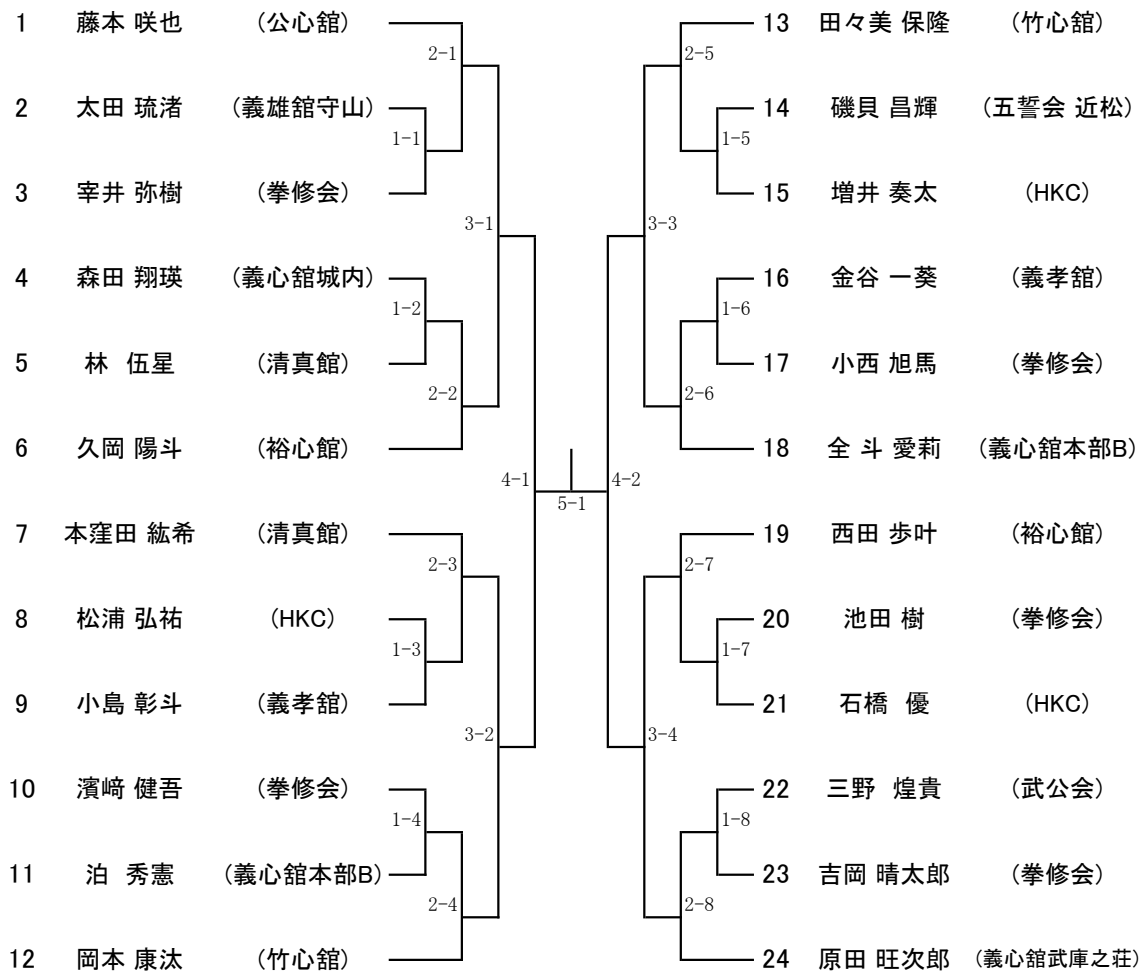 1 藤本 咲也 (公心舘)
2 太田 琉渚 (義雄舘守山)
3 宰井 弥樹 (拳修会)
4 森田 翔瑛 (義心舘城内)
5 林 伍星 (清真館)
6 久岡 陽斗 (裕心館)
7 本窪田 紘希 (清真館)
8 松浦 弘祐 (HKC)
9 小島 彰斗 (義孝舘)
10 濱﨑 健吾 (拳修会)
11 泊 秀憲 (義心舘本部B)
12 岡本 康汰 (竹心舘)
2-1
1-1
3-1
1-2
2-2
4-1
2-3
1-3
3-2
1-4
2-4
5-1
13 田々美 保隆 (竹心舘)
14 磯貝 昌輝 (五誓会 近松)
15 増井 奏太 (HKC)
16 金谷 一葵 (義孝舘)
17 小西 旭馬 (拳修会)
18 全 斗 愛莉 (義心舘本部B)
19 西田 歩叶 (裕心館)
20 池田 樹 (拳修会)
21 石橋 優 (HKC)
22 三野 煌貴 (武公会)
23 吉岡 晴太郎 (拳修会)
24 原田 旺次郎 (義心舘武庫之荘)
2-5
1-5
3-3
1-6
2-6
4-2
2-7
1-7
3-4
1-8
2-8